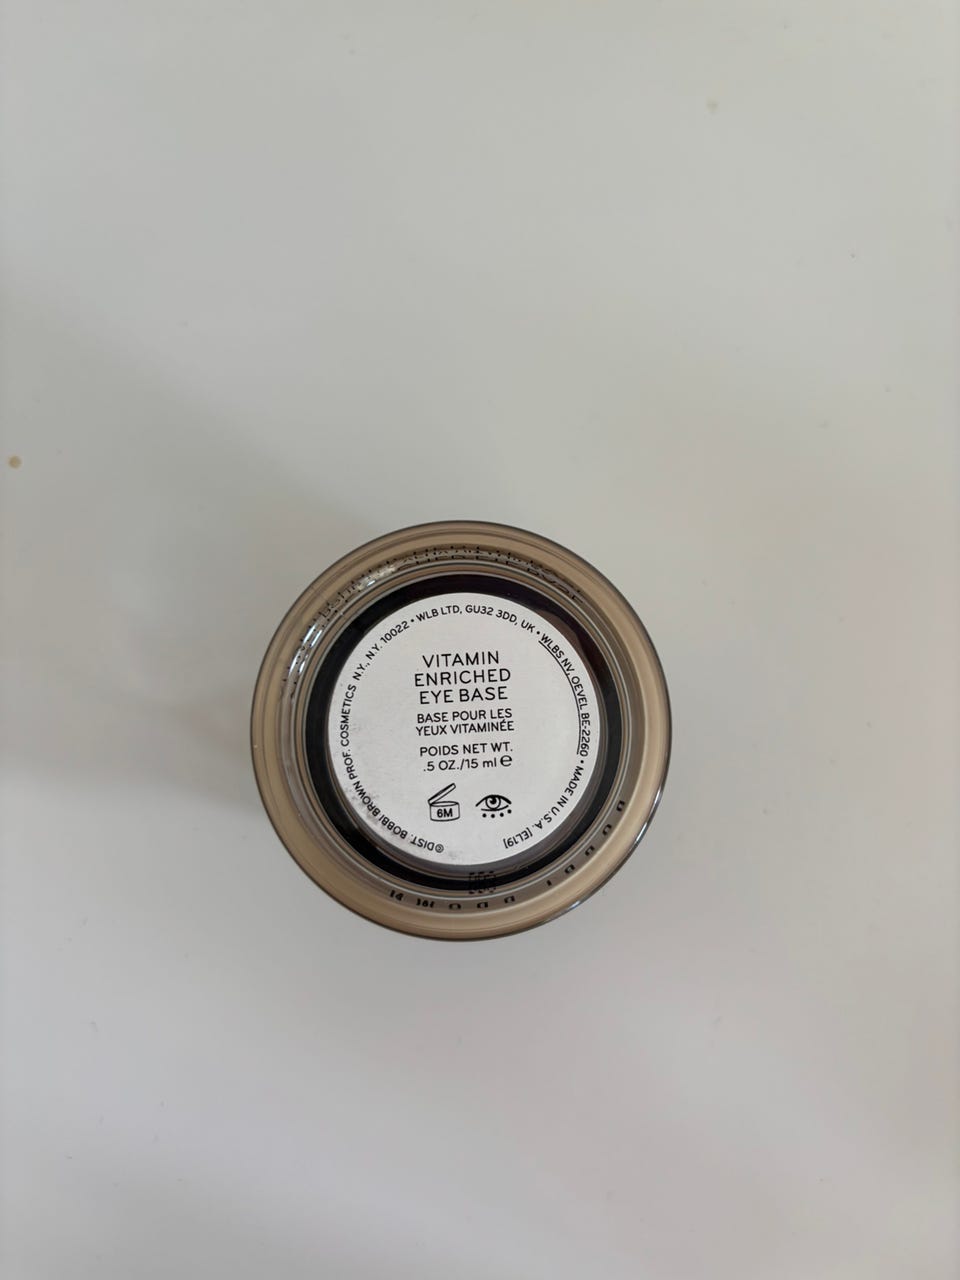 VITAMIN
ENRICHED
EYE BASE
BASE POUR LES
YEUX VITAMINÉE
POIDS NET WT.
.5 OZ./15 ml ℮
6M
©DIST. BOBBI BROWN PROF. COSMETICS N.Y., N.Y. 10022 • WLB LTD, GU32 3DD, UK • WLBS NV, OEVEL BE-2260 • MADE IN U.S.A. [EL19]